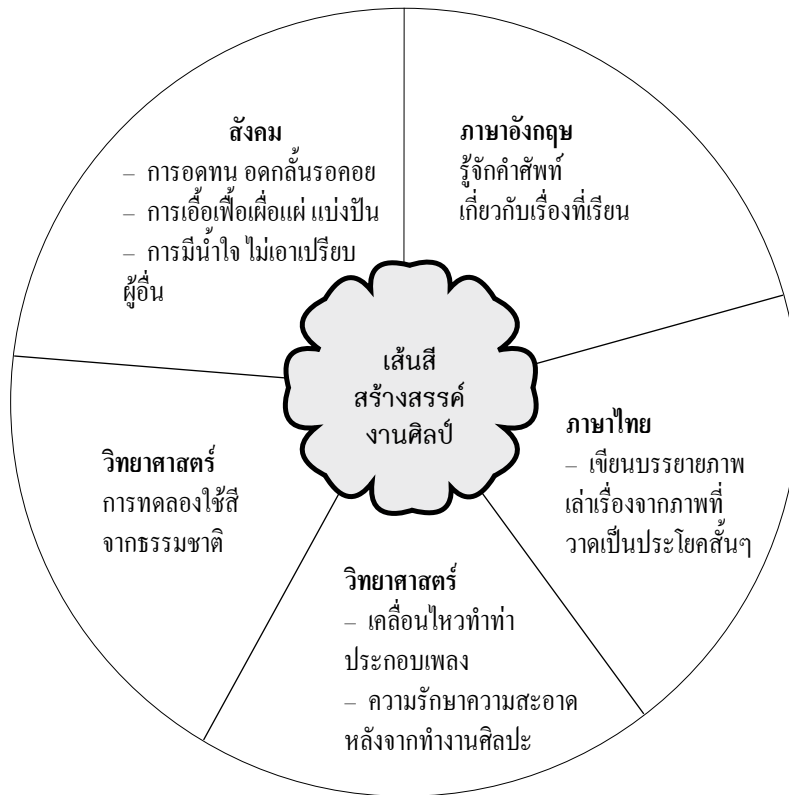 สังคม
– การอดทน อดกลั้นรอคอย
– การเอื้อเฟื้อเผื่อแผ่ แบ่งปัน
– การมีน้ำใจ ไม่เอาเปรียบ
ผู้อื่น
ภาษาอังกฤษ
รู้จักคำศัพท์
เกี่ยวกับเรื่องที่เรียน
เส้นสี
สร้างสรรค์
งานศิลป์
ภาษาไทย
– เขียนบรรยายภาพ
เล่าเรื่องจากภาพที่
วาดเป็นประโยคสั้นๆ
วิทยาศาสตร์
การทดลองใช้สี
จากธรรมชาติ
วิทยาศาสตร์
– เคลื่อนไหวทำท่า
ประกอบเพลง
– ความรักษาความสะอาด
หลังจากทำงานศิลปะ